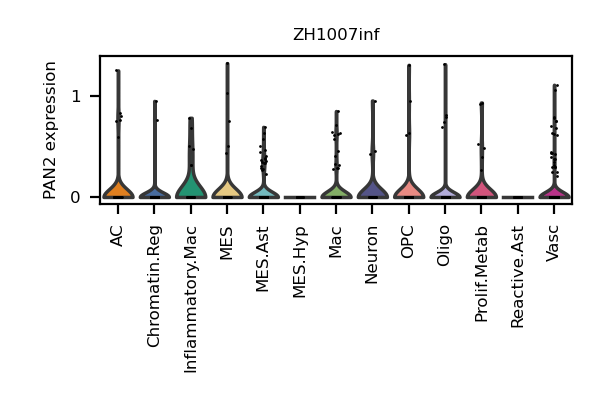 ZH1007inf
PAN2 expression
1
0
AC
Chromatin.Reg
Inflammatory.Mac
MES
MES.Ast
MES.Hyp
Mac
Neuron
OPC
Oligo
Prolif.Metab
Reactive.Ast
Vasc